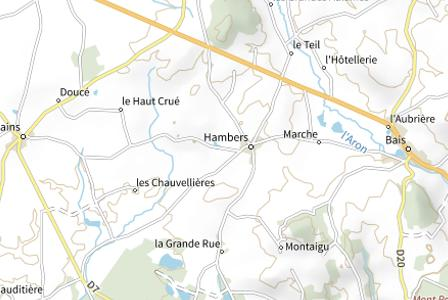 le Teil
l'Hôtellerie
Doucé
le Haut Crué
l'Aubrière
Hambers
Marche
l'Aron
Bais
les Chauvellières
la Grande Rue
Montaigu
D20
D7